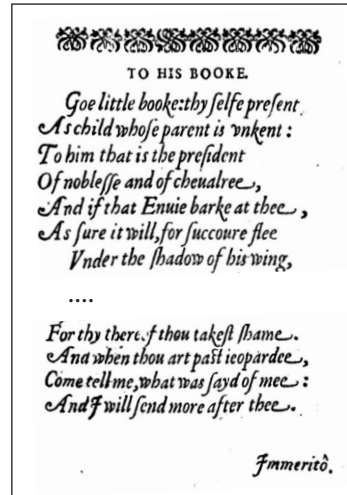 TO HIS BOOKE.
Goe little booke: thy ſelfe preſent
As child whoſe parent is vnkent:
To him that is the preſident
Of nobleſſe and of cheualree,
And if that Enuie barke at thee,
As ſure it will, for ſuccoure flee
Vnder the ſhadow of his wing,
....
For thy thereof thou takeſt ſhame.
And when thou art paſt ieopardee,
Come tell me, what was ſayd of mee:
And I will ſend more after thee.
Immeritô.